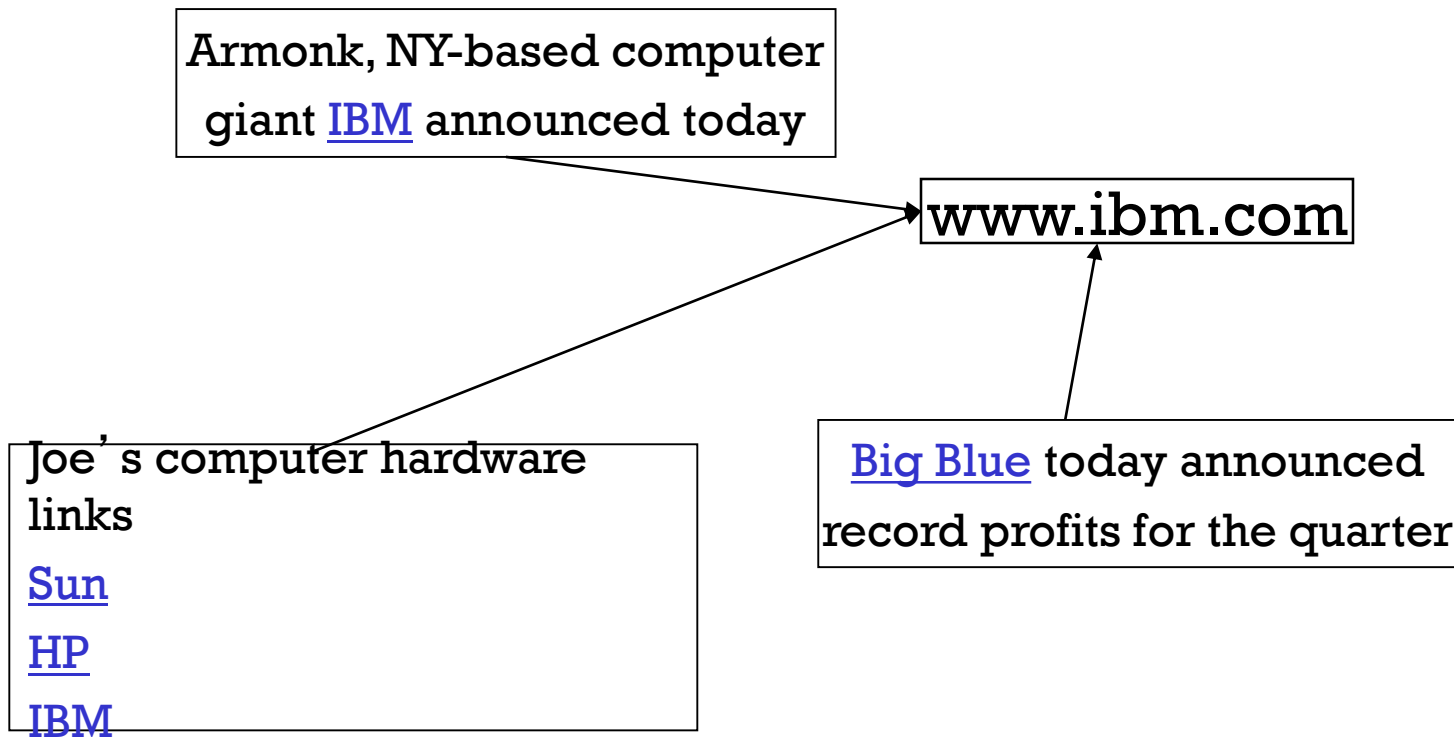 Armonk, NY-based computer
giant IBM announced today
www.ibm.com
Joe’s computer hardware
links
Sun
HP
IBM
Big Blue today announced
record profits for the quarter